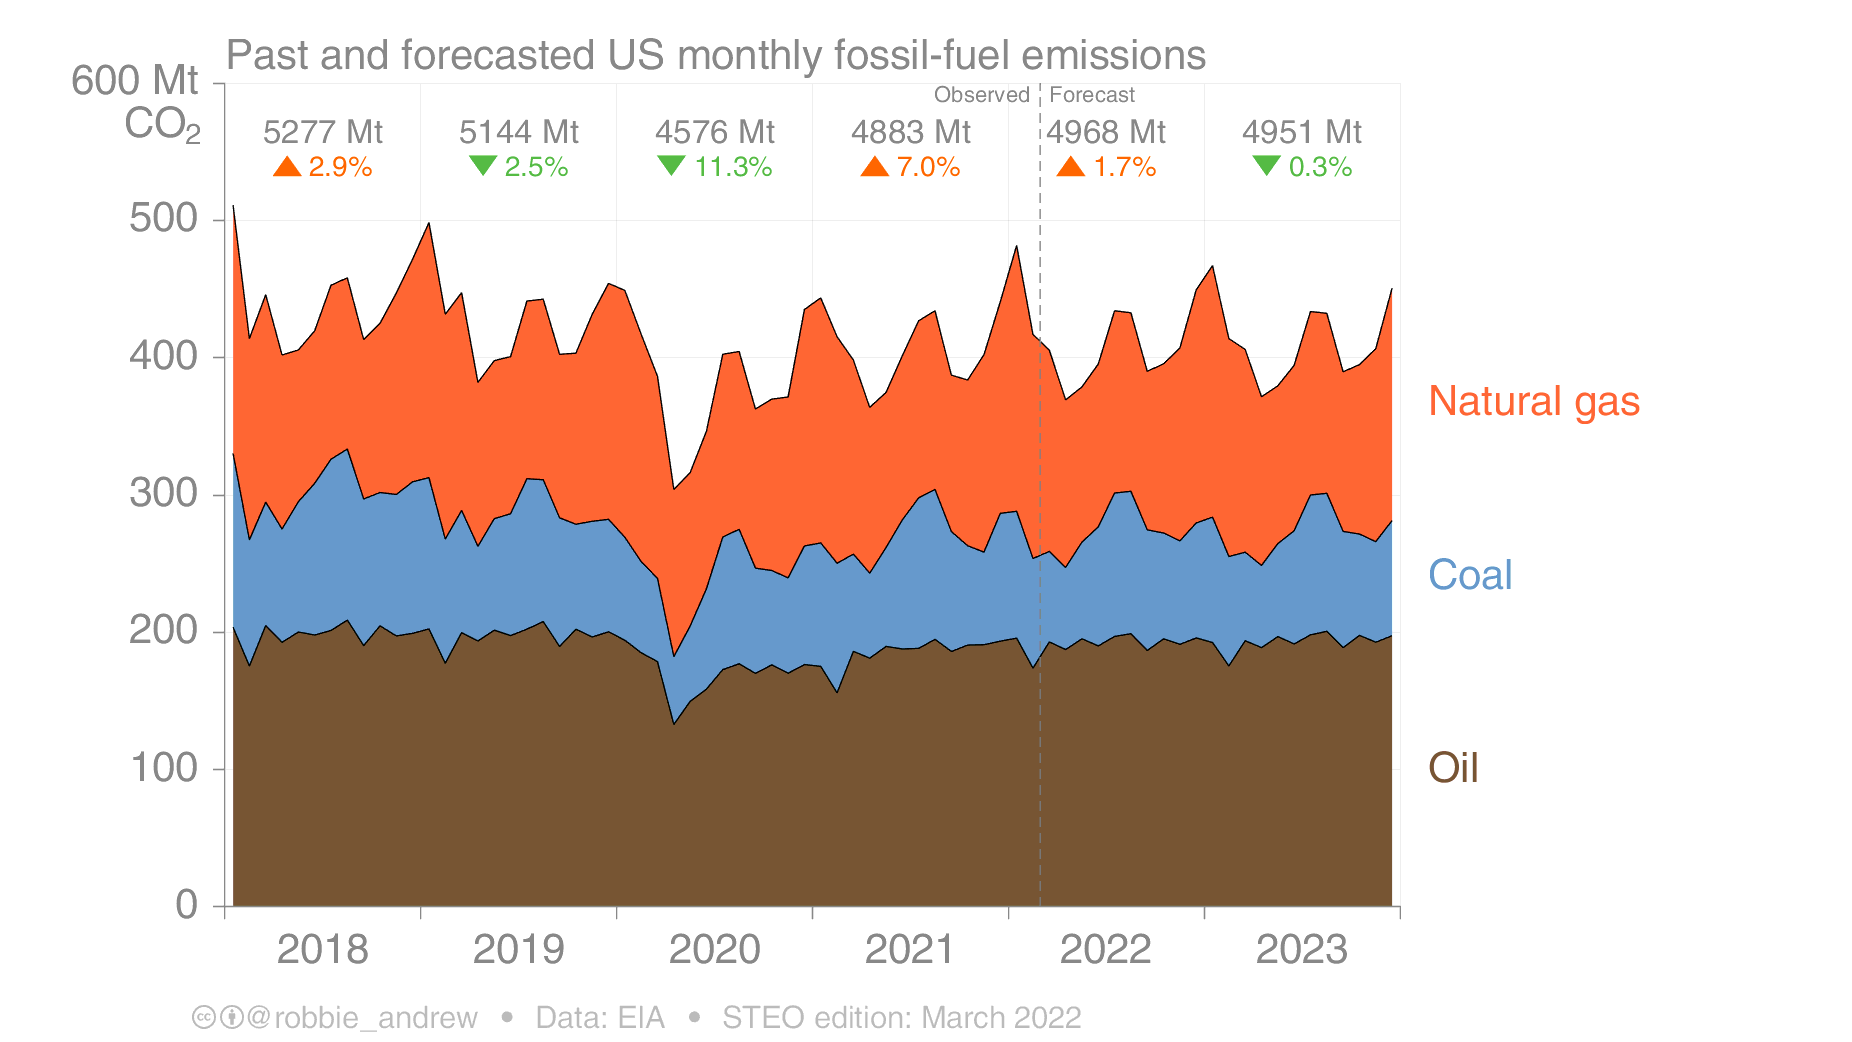 Past and forecasted US monthly fossil-fuel emissions
600 Mt
CO₂
Observed
Forecast
5277 Mt
5144 Mt
4576 Mt
4883 Mt
4968 Mt
4951 Mt
▲ 2.9%
▼ 2.5%
▼ 11.3%
▲ 7.0%
▲ 1.7%
▼ 0.3%
500
400
300
200
100
0
Natural gas
Coal
Oil
2018
2019
2020
2021
2022
2023
@robbie_andrew • Data: EIA • STEO edition: March 2022